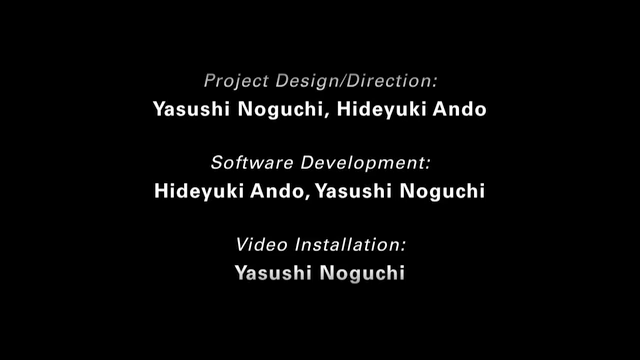 Project Design/Direction:
Yasushi Noguchi, Hideyuki Ando
Software Development:
Hideyuki Ando, Yasushi Noguchi
Video Installation:
Yasushi Noguchi